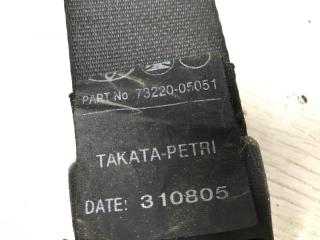 PART No 73220-05051
TAKATA-PETRI
DATE: 310805